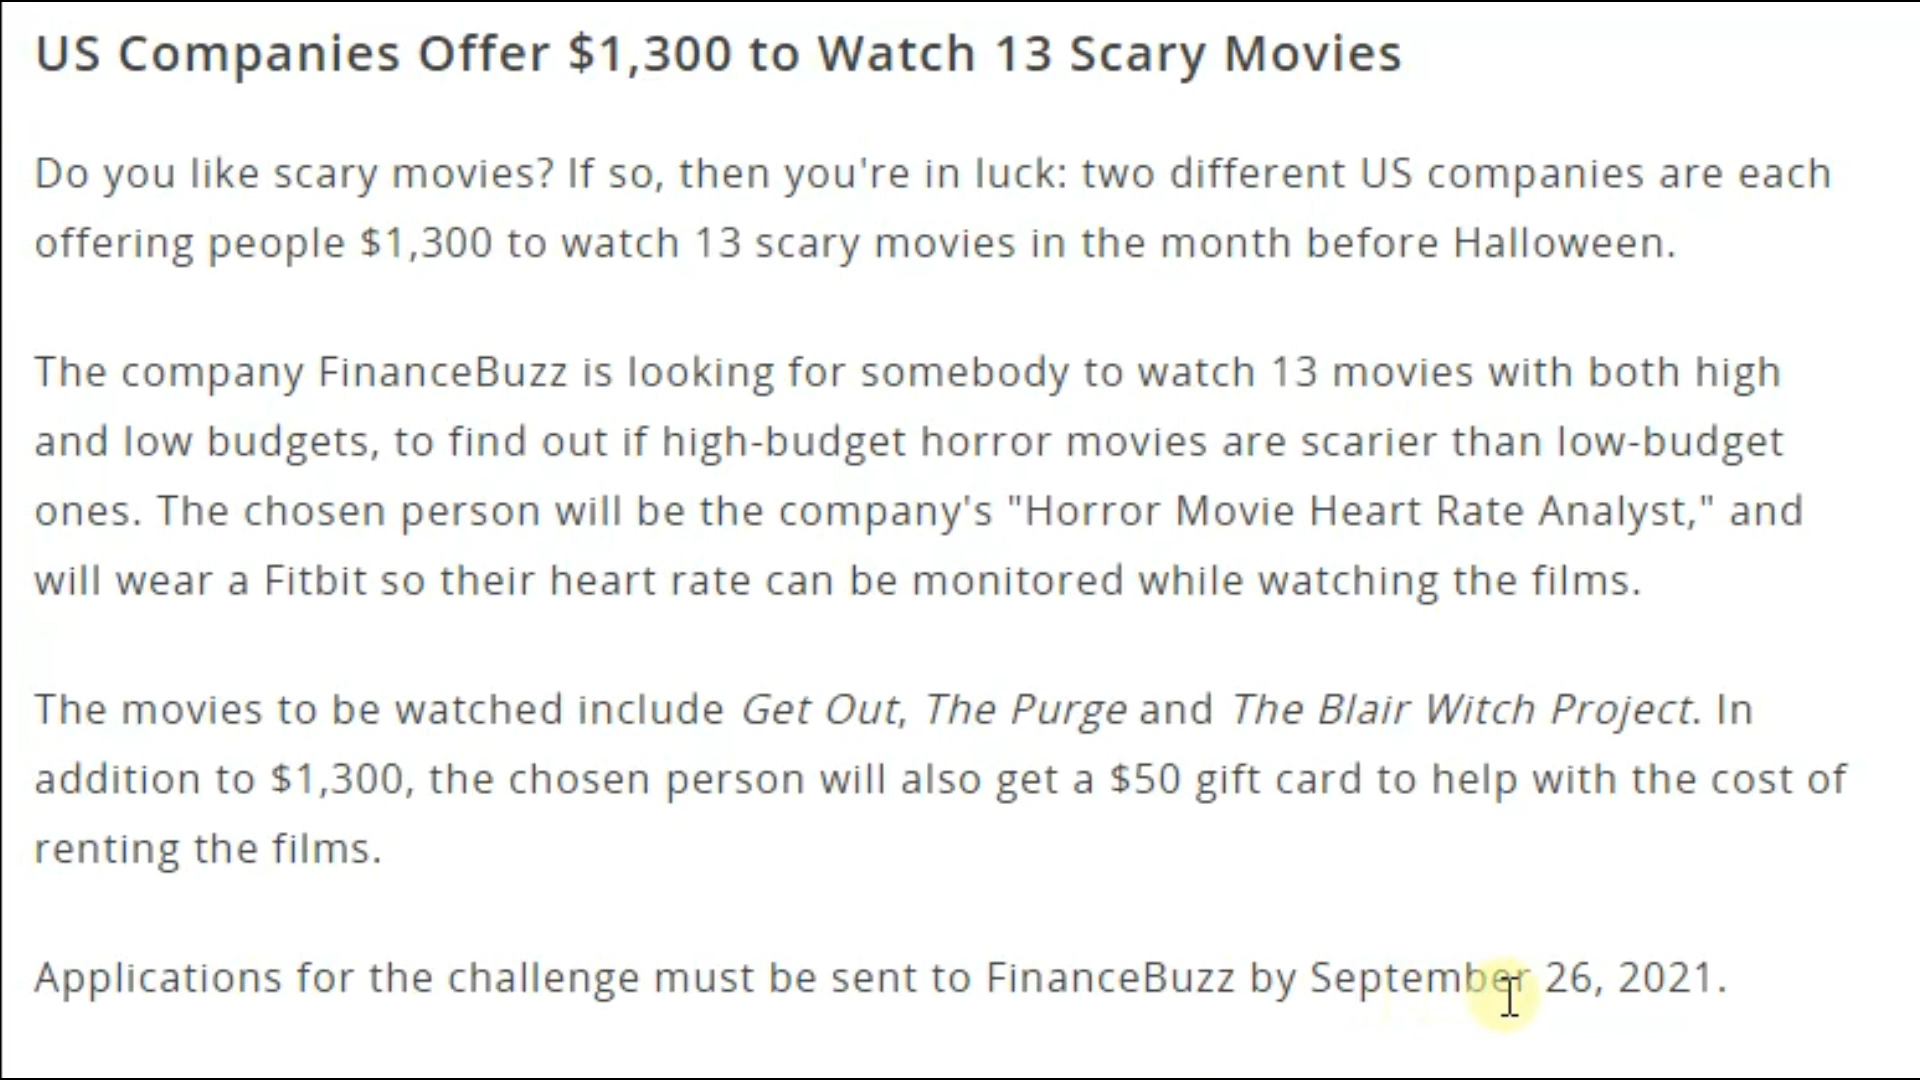 US Companies Offer $1,300 to Watch 13 Scary Movies
Do you like scary movies? If so, then you're in luck: two different US companies are each
offering people $1,300 to watch 13 scary movies in the month before Halloween.
The company FinanceBuzz is looking for somebody to watch 13 movies with both high
and low budgets, to find out if high-budget horror movies are scarier than low-budget
ones. The chosen person will be the company's "Horror Movie Heart Rate Analyst," and
will wear a Fitbit so their heart rate can be monitored while watching the films.
The movies to be watched include Get Out, The Purge and The Blair Witch Project. In
addition to $1,300, the chosen person will also get a $50 gift card to help with the cost of
renting the films.
Applications for the challenge must be sent to FinanceBuzz by September 26, 2021.